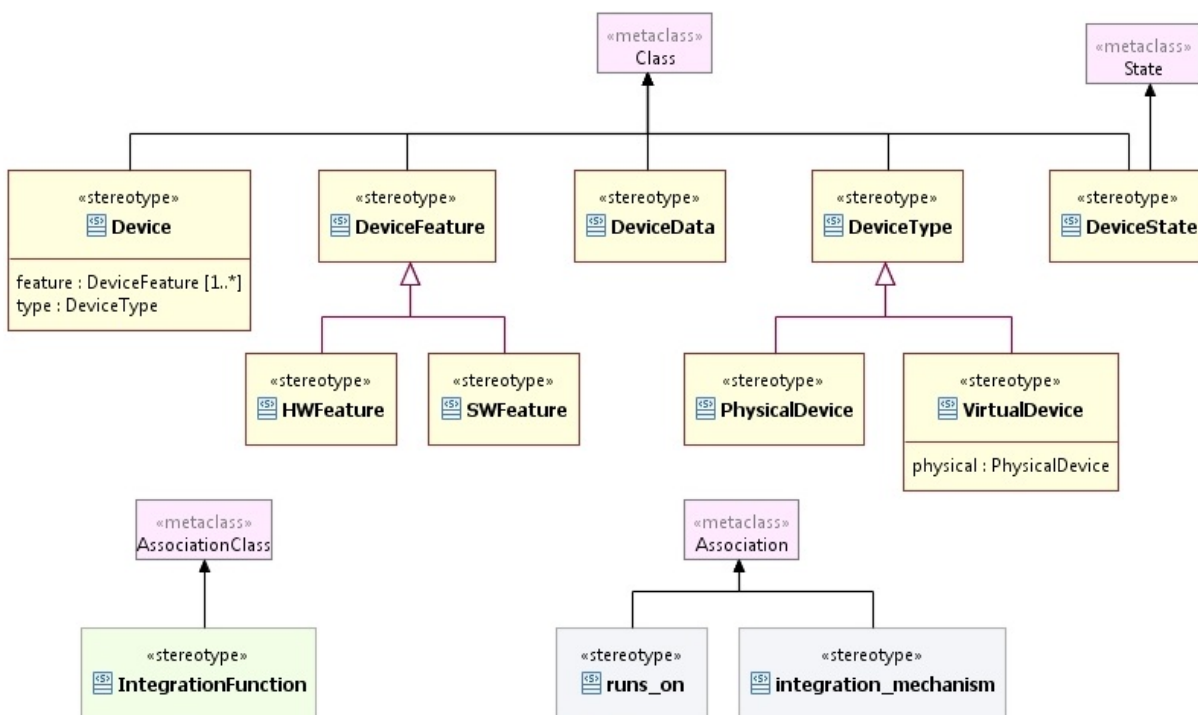 «metaclass»
Class
«metaclass»
State
«stereotype»
Device
feature : DeviceFeature [1..*]
type : DeviceType
«stereotype»
DeviceFeature
«stereotype»
DeviceData
«stereotype»
DeviceType
«stereotype»
DeviceState
«stereotype»
HWFeature
«stereotype»
SWFeature
«stereotype»
PhysicalDevice
«stereotype»
VirtualDevice
physical : PhysicalDevice
«metaclass»
AssociationClass
«metaclass»
Association
«stereotype»
IntegrationFunction
«stereotype»
runs_on
«stereotype»
integration_mechanism